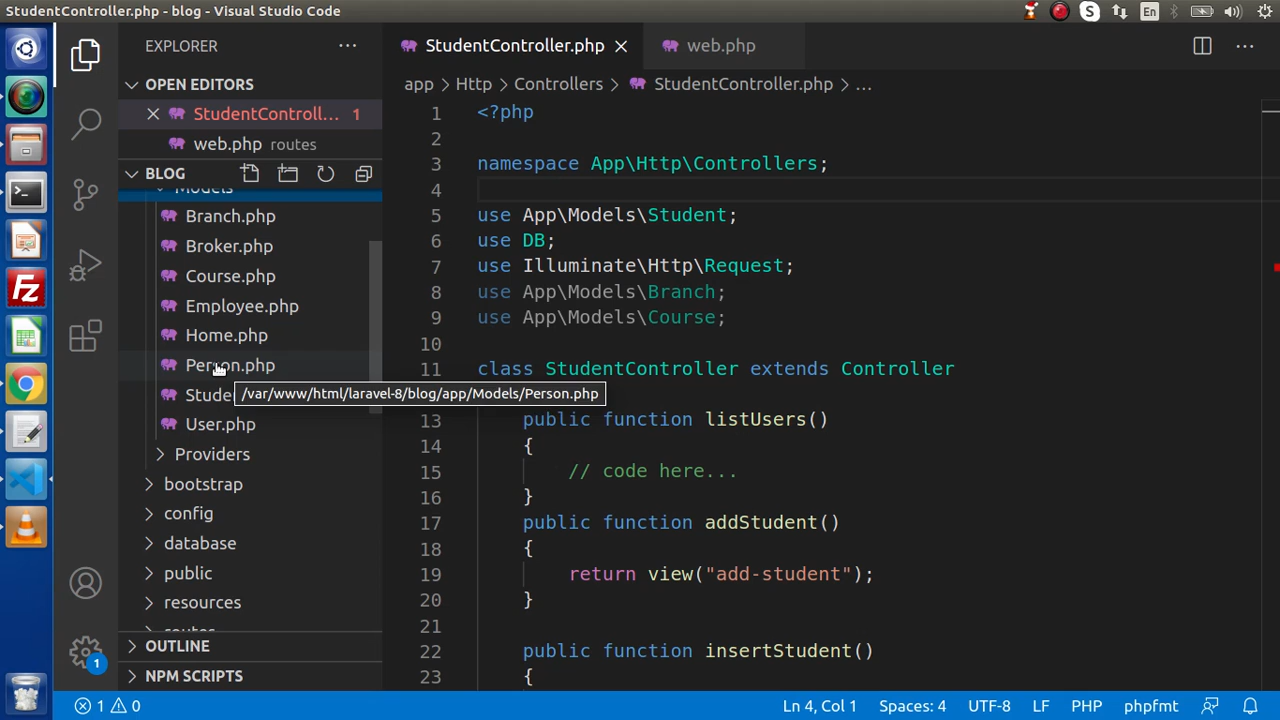 StudentController.php - blog - Visual Studio Code
S
En
EXPLORER
OPEN EDITORS
StudentControll... 1
web.php routes
BLOG
Models
Branch.php
Broker.php
Course.php
Employee.php
Home.php
Person.php
/var/www/html/laravel-8/blog/app/Models/Person.php
User.php
Providers
bootstrap
config
database
public
resources
routes
OUTLINE
NPM SCRIPTS
1
StudentController.php
web.php
app > Http > Controllers > StudentController.php > ...
1 <?php
2
3 namespace App\Http\Controllers;
4
5 use App\Models\Student;
6 use DB;
7 use Illuminate\Http\Request;
8 use App\Models\Branch;
9 use App\Models\Course;
10
11 class StudentController extends Controller
13 public function listUsers()
14 {
15 // code here...
16 }
17 public function addStudent()
18 {
19 return view("add-student");
20 }
21
22 public function insertStudent()
23 {
1 0
Ln 4, Col 1 Spaces: 4 UTF-8 LF PHP phpfmt